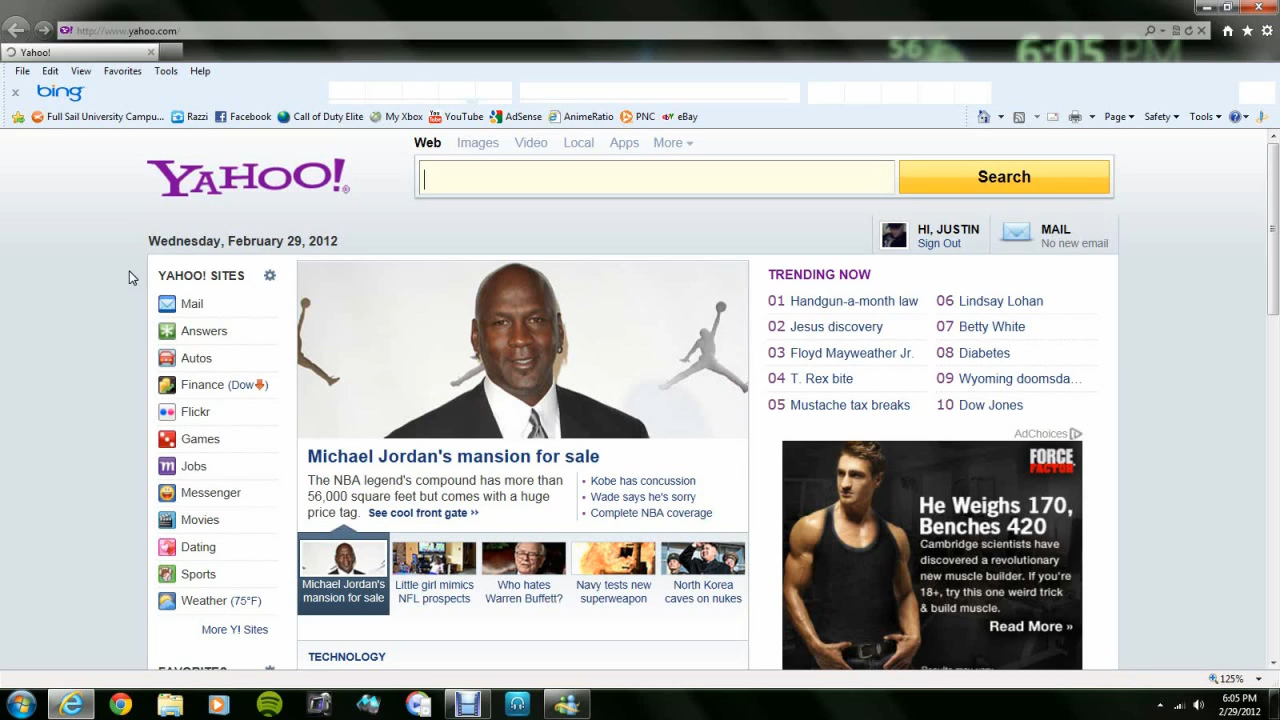 http://www.yahoo.com/
Yahoo!
56
6:05 PM
File Edit View Favorites Tools Help
x bing
Full Sail University Campu... Razzi Facebook Call of Duty Elite My Xbox YouTube AdSense AnimeRatio PNC eBay Page Safety Tools
Web Images Video Local Apps More
YAHOO!®
Search
Wednesday, February 29, 2012
HI, JUSTIN
Sign Out
MAIL
No new email
YAHOO! SITES
Mail
Answers
Autos
Finance (Dow)
Flickr
Games
Jobs
Messenger
Movies
Dating
Sports
Weather (75°F)
More Y! Sites
FAVORITES
Michael Jordan's mansion for sale
The NBA legend's compound has more than
56,000 square feet but comes with a huge
price tag. See cool front gate »
• Kobe has concussion
• Wade says he's sorry
• Complete NBA coverage
Michael Jordan's
mansion for sale
Little girl mimics
NFL prospects
Who hates
Warren Buffett?
Navy tests new
superweapon
North Korea
caves on nukes
TECHNOLOGY
TRENDING NOW
01 Handgun-a-month law
02 Jesus discovery
03 Floyd Mayweather Jr.
04 T. Rex bite
05 Mustache tax breaks
06 Lindsay Lohan
07 Betty White
08 Diabetes
09 Wyoming doomsda...
10 Dow Jones
AdChoices
FORCE
FACTOR
He Weighs 170,
Benches 420
Cambridge scientists have
discovered a revolutionary
new muscle builder. If you're
18+, try this one weird trick
& build muscle.
Read More »
Results may vary
125%
6:05 PM
2/29/2012